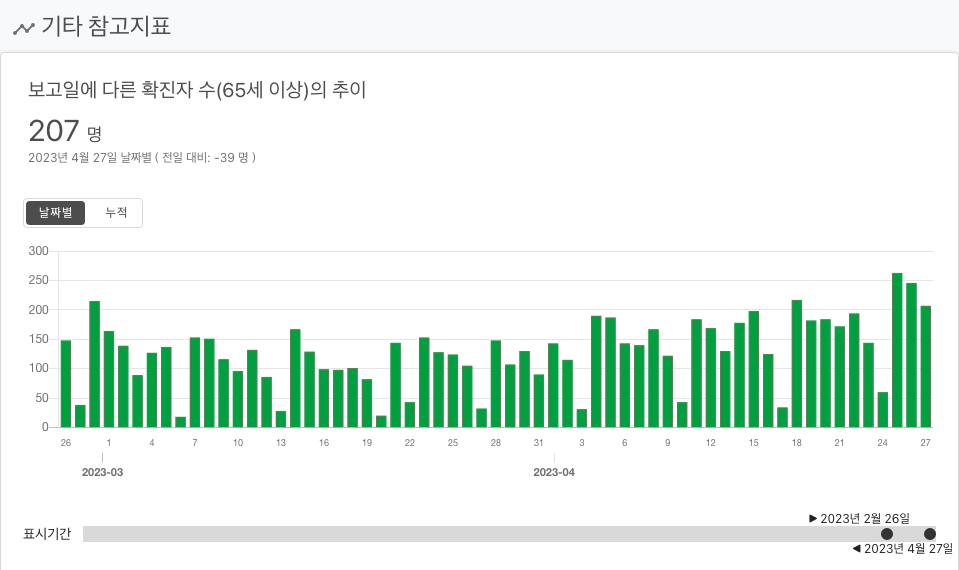 기타 참고지표
보고일에 다른 확진자 수(65세 이상)의 추이
207 명
2023년 4월 27일 날짜별 ( 전일 대비: -39 명 )
날짜별 누적
300
250
200
150
100
50
0
26 1 4 7 10 13 16 19 22 25 28 31 3 6 9 12 15 18 21 24 27
2023-03 2023-04
▶ 2023년 2월 26일
표시기간
◀ 2023년 4월 27일